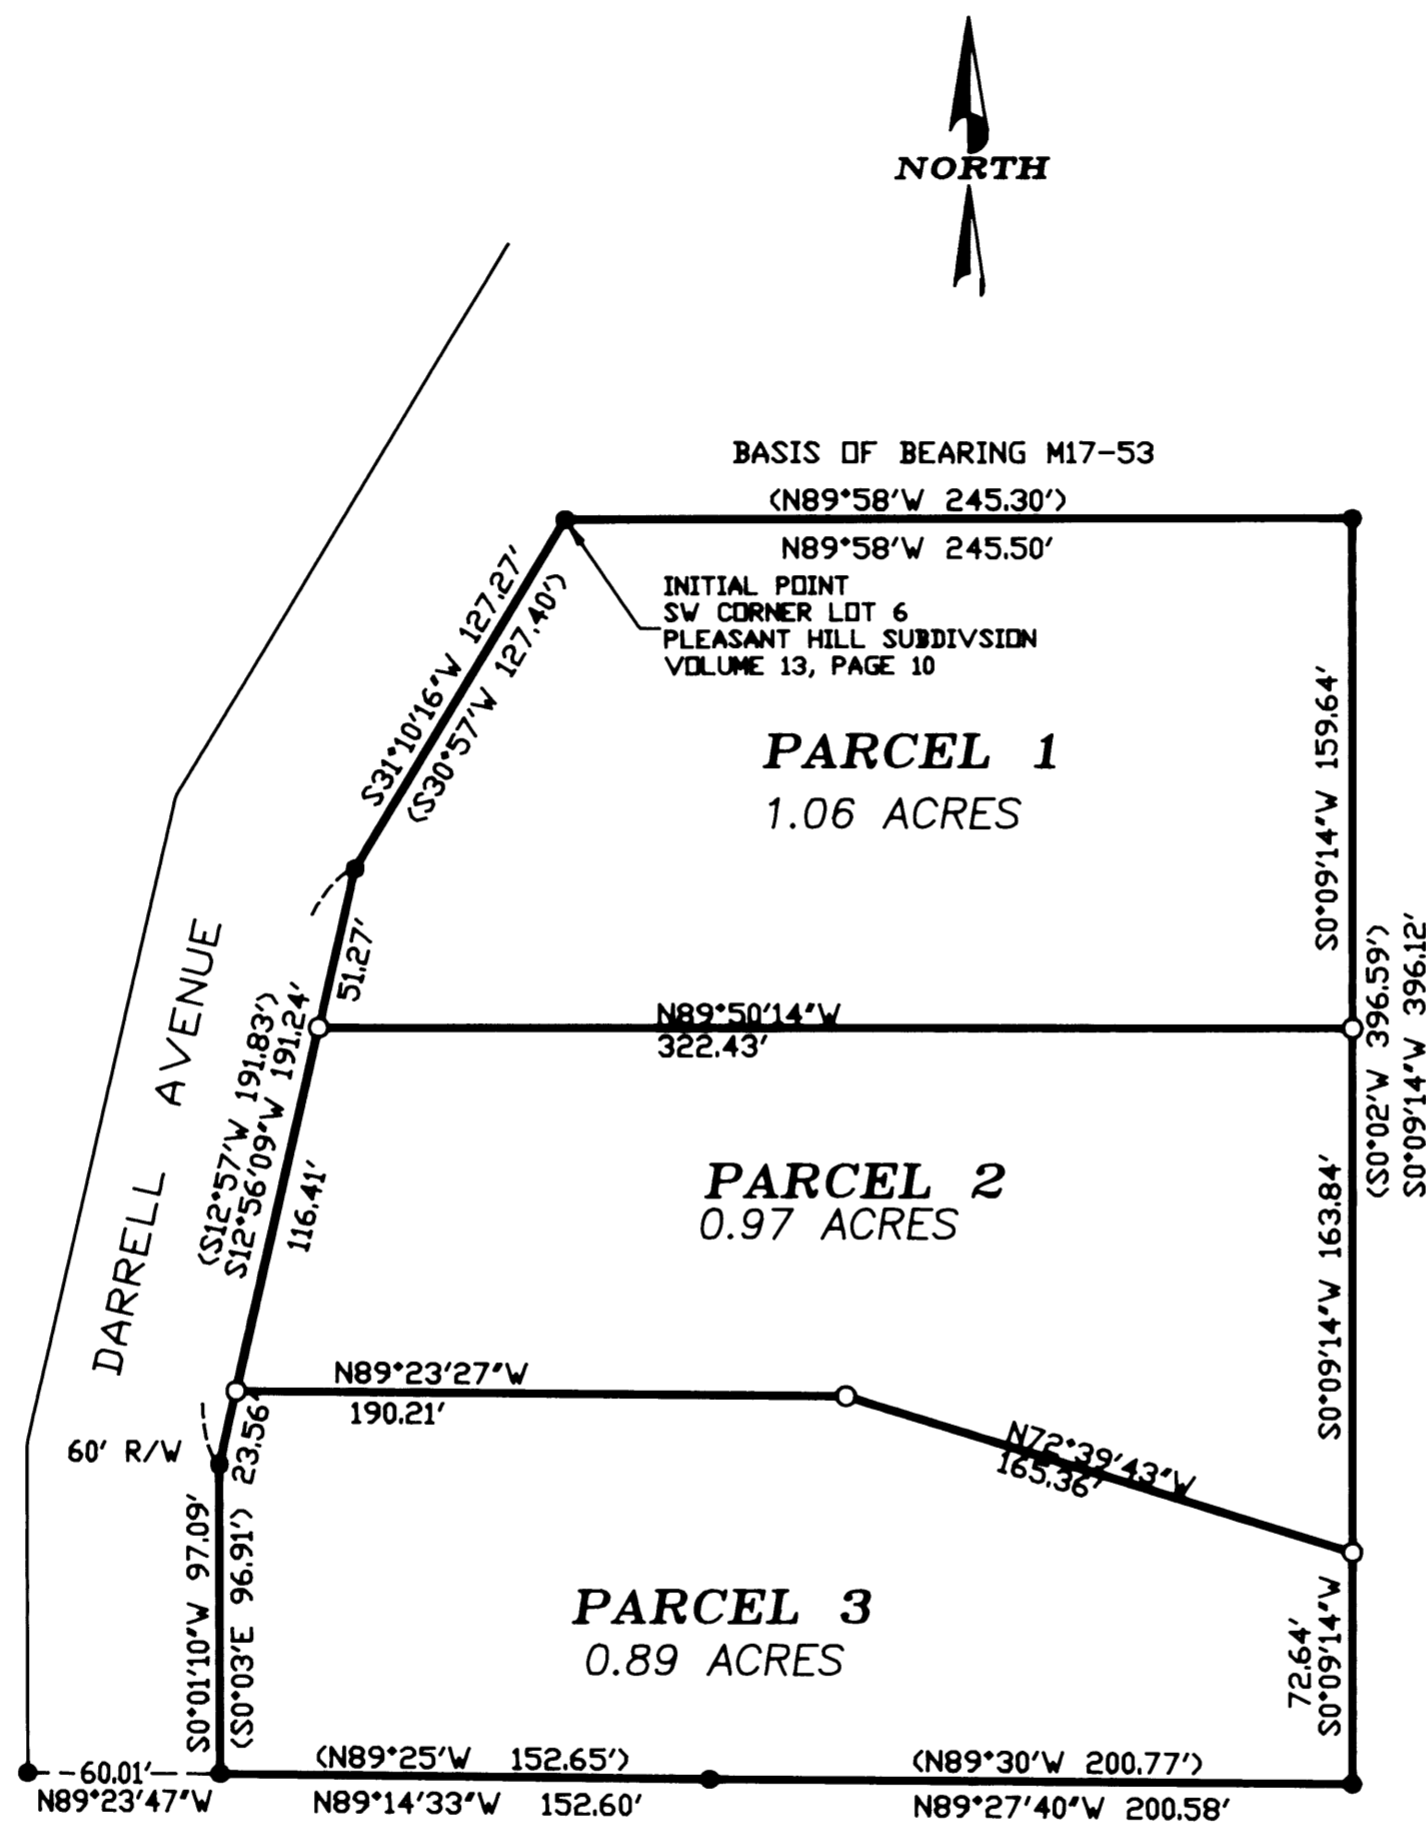 NORTH
BASIS OF BEARING M17-53
(N89°58'W 245.30')
N89°58'W 245.50'
INITIAL POINT
SW CORNER LOT 6
PLEASANT HILL SUBDIVSION
VOLUME 13, PAGE 10
S31°10'16"W 127.27'
(S30°57'W 127.40')
PARCEL 1
1.06 ACRES
S0°09'14"W 159.64'
51.27'
N89°50'14"W
322.43'
(S0°02'W 396.59')
S0°09'14"W 396.12'
DARRELL AVENUE
(S12°57'W 191.83')
S12°56'09"W 191.24'
116.41'
PARCEL 2
0.97 ACRES
S0°09'14"W 163.84'
N89°23'27"W
190.21'
N72°39'43"W
165.36'
60' R/W
23.56'
S0°01'10"W 97.09'
(S0°03'E 96.91')
PARCEL 3
0.89 ACRES
72.64'
S0°09'14"W
60.01'
N89°23'47"W
(N89°25'W 152.65')
N89°14'33"W 152.60'
(N89°30'W 200.77')
N89°27'40"W 200.58'